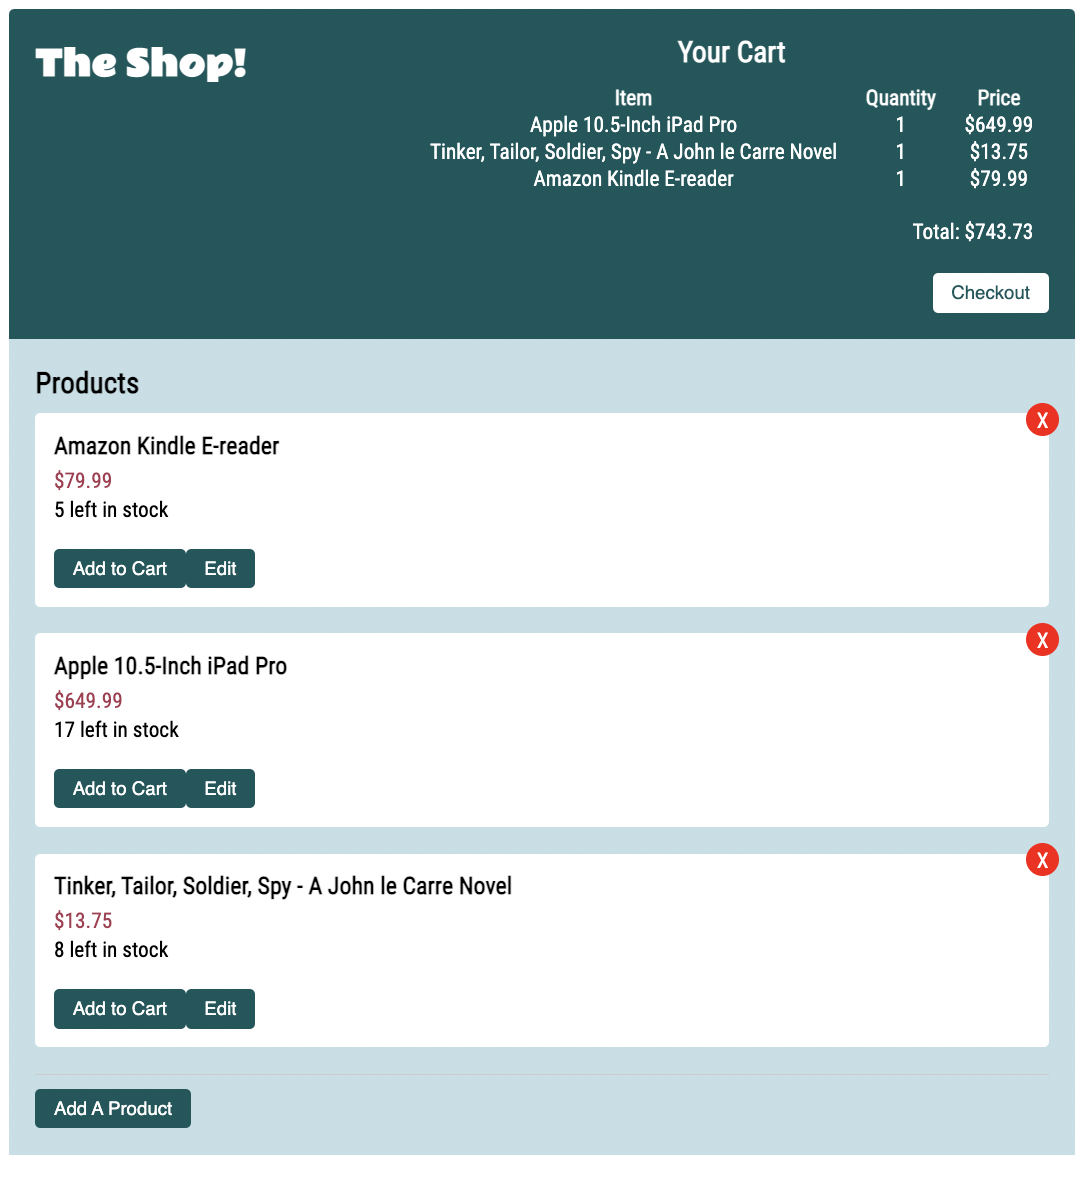 The Shop!
Your Cart
Item Quantity Price
Apple 10.5-Inch iPad Pro 1 $649.99
Tinker, Tailor, Soldier, Spy - A John le Carre Novel 1 $13.75
Amazon Kindle E-reader 1 $79.99
Total: $743.73
Checkout
Products
X
Amazon Kindle E-reader
$79.99
5 left in stock
Add to Cart Edit
X
Apple 10.5-Inch iPad Pro
$649.99
17 left in stock
Add to Cart Edit
X
Tinker, Tailor, Soldier, Spy - A John le Carre Novel
$13.75
8 left in stock
Add to Cart Edit
Add A Product